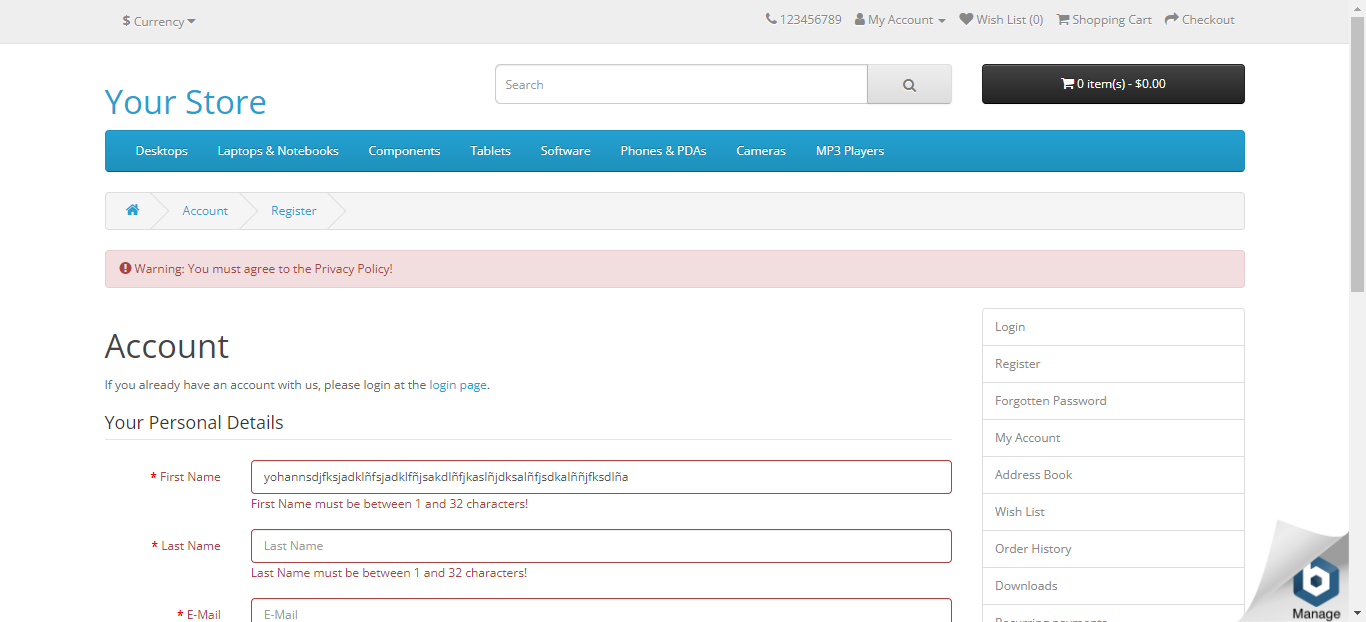 $ Currency
123456789 My Account Wish List (0) Shopping Cart Checkout
Your Store
Search
0 item(s) - $0.00
Desktops Laptops & Notebooks Components Tablets Software Phones & PDAs Cameras MP3 Players
Account Register
Warning: You must agree to the Privacy Policy!
Account
If you already have an account with us, please login at the login page.
Your Personal Details
* First Name
yohannsdjfksjadklñfsjadklfñjsakdlñfjkaslñjdksalñfjsdkalññjfksdlña
First Name must be between 1 and 32 characters!
* Last Name
Last Name
Last Name must be between 1 and 32 characters!
* E-Mail
E-Mail
Login
Register
Forgotten Password
My Account
Address Book
Wish List
Order History
Downloads
Recurring payments
Manage